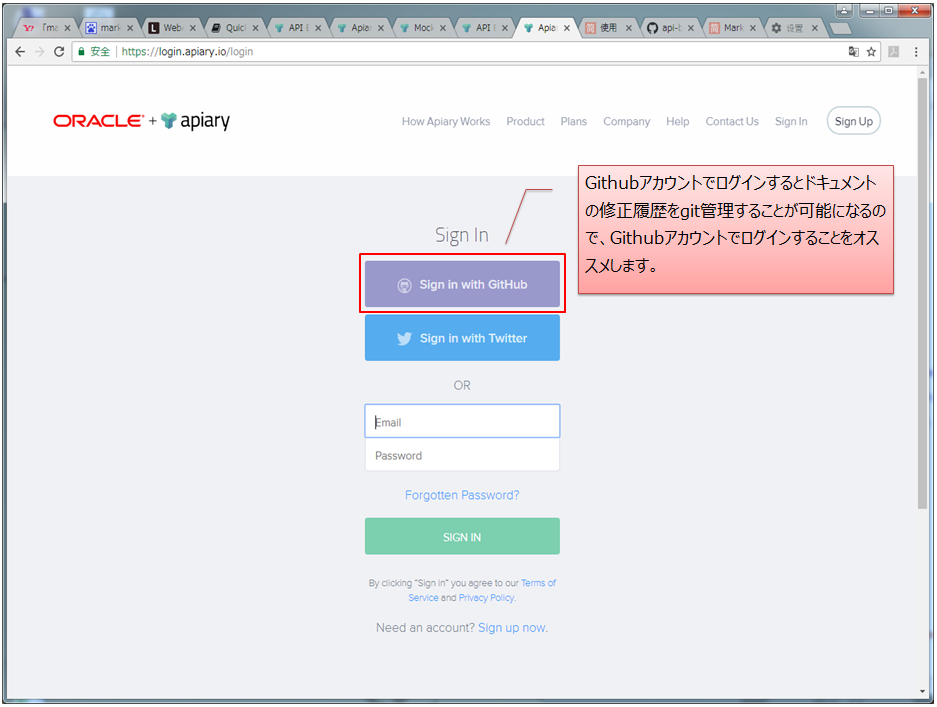 Tma
mark
Web
Quic
API E
Apia
Moc
API E
Apia
使用
api-b
Mark
设置
安全 https://login.apiary.io/login
ORACLE + apiary
How Apiary Works Product Plans Company Help Contact Us Sign In Sign Up
Githubアカウントでログインするとドキュメント
の修正履歴をgit管理することが可能になるの
で、Githubアカウントでログインすることをオス
スメします。
Sign In
Sign in with GitHub
Sign in with Twitter
OR
Email
Password
Forgotten Password?
SIGN IN
By clicking "Sign in" you agree to our Terms of
Service and Privacy Policy.
Need an account? Sign up now.